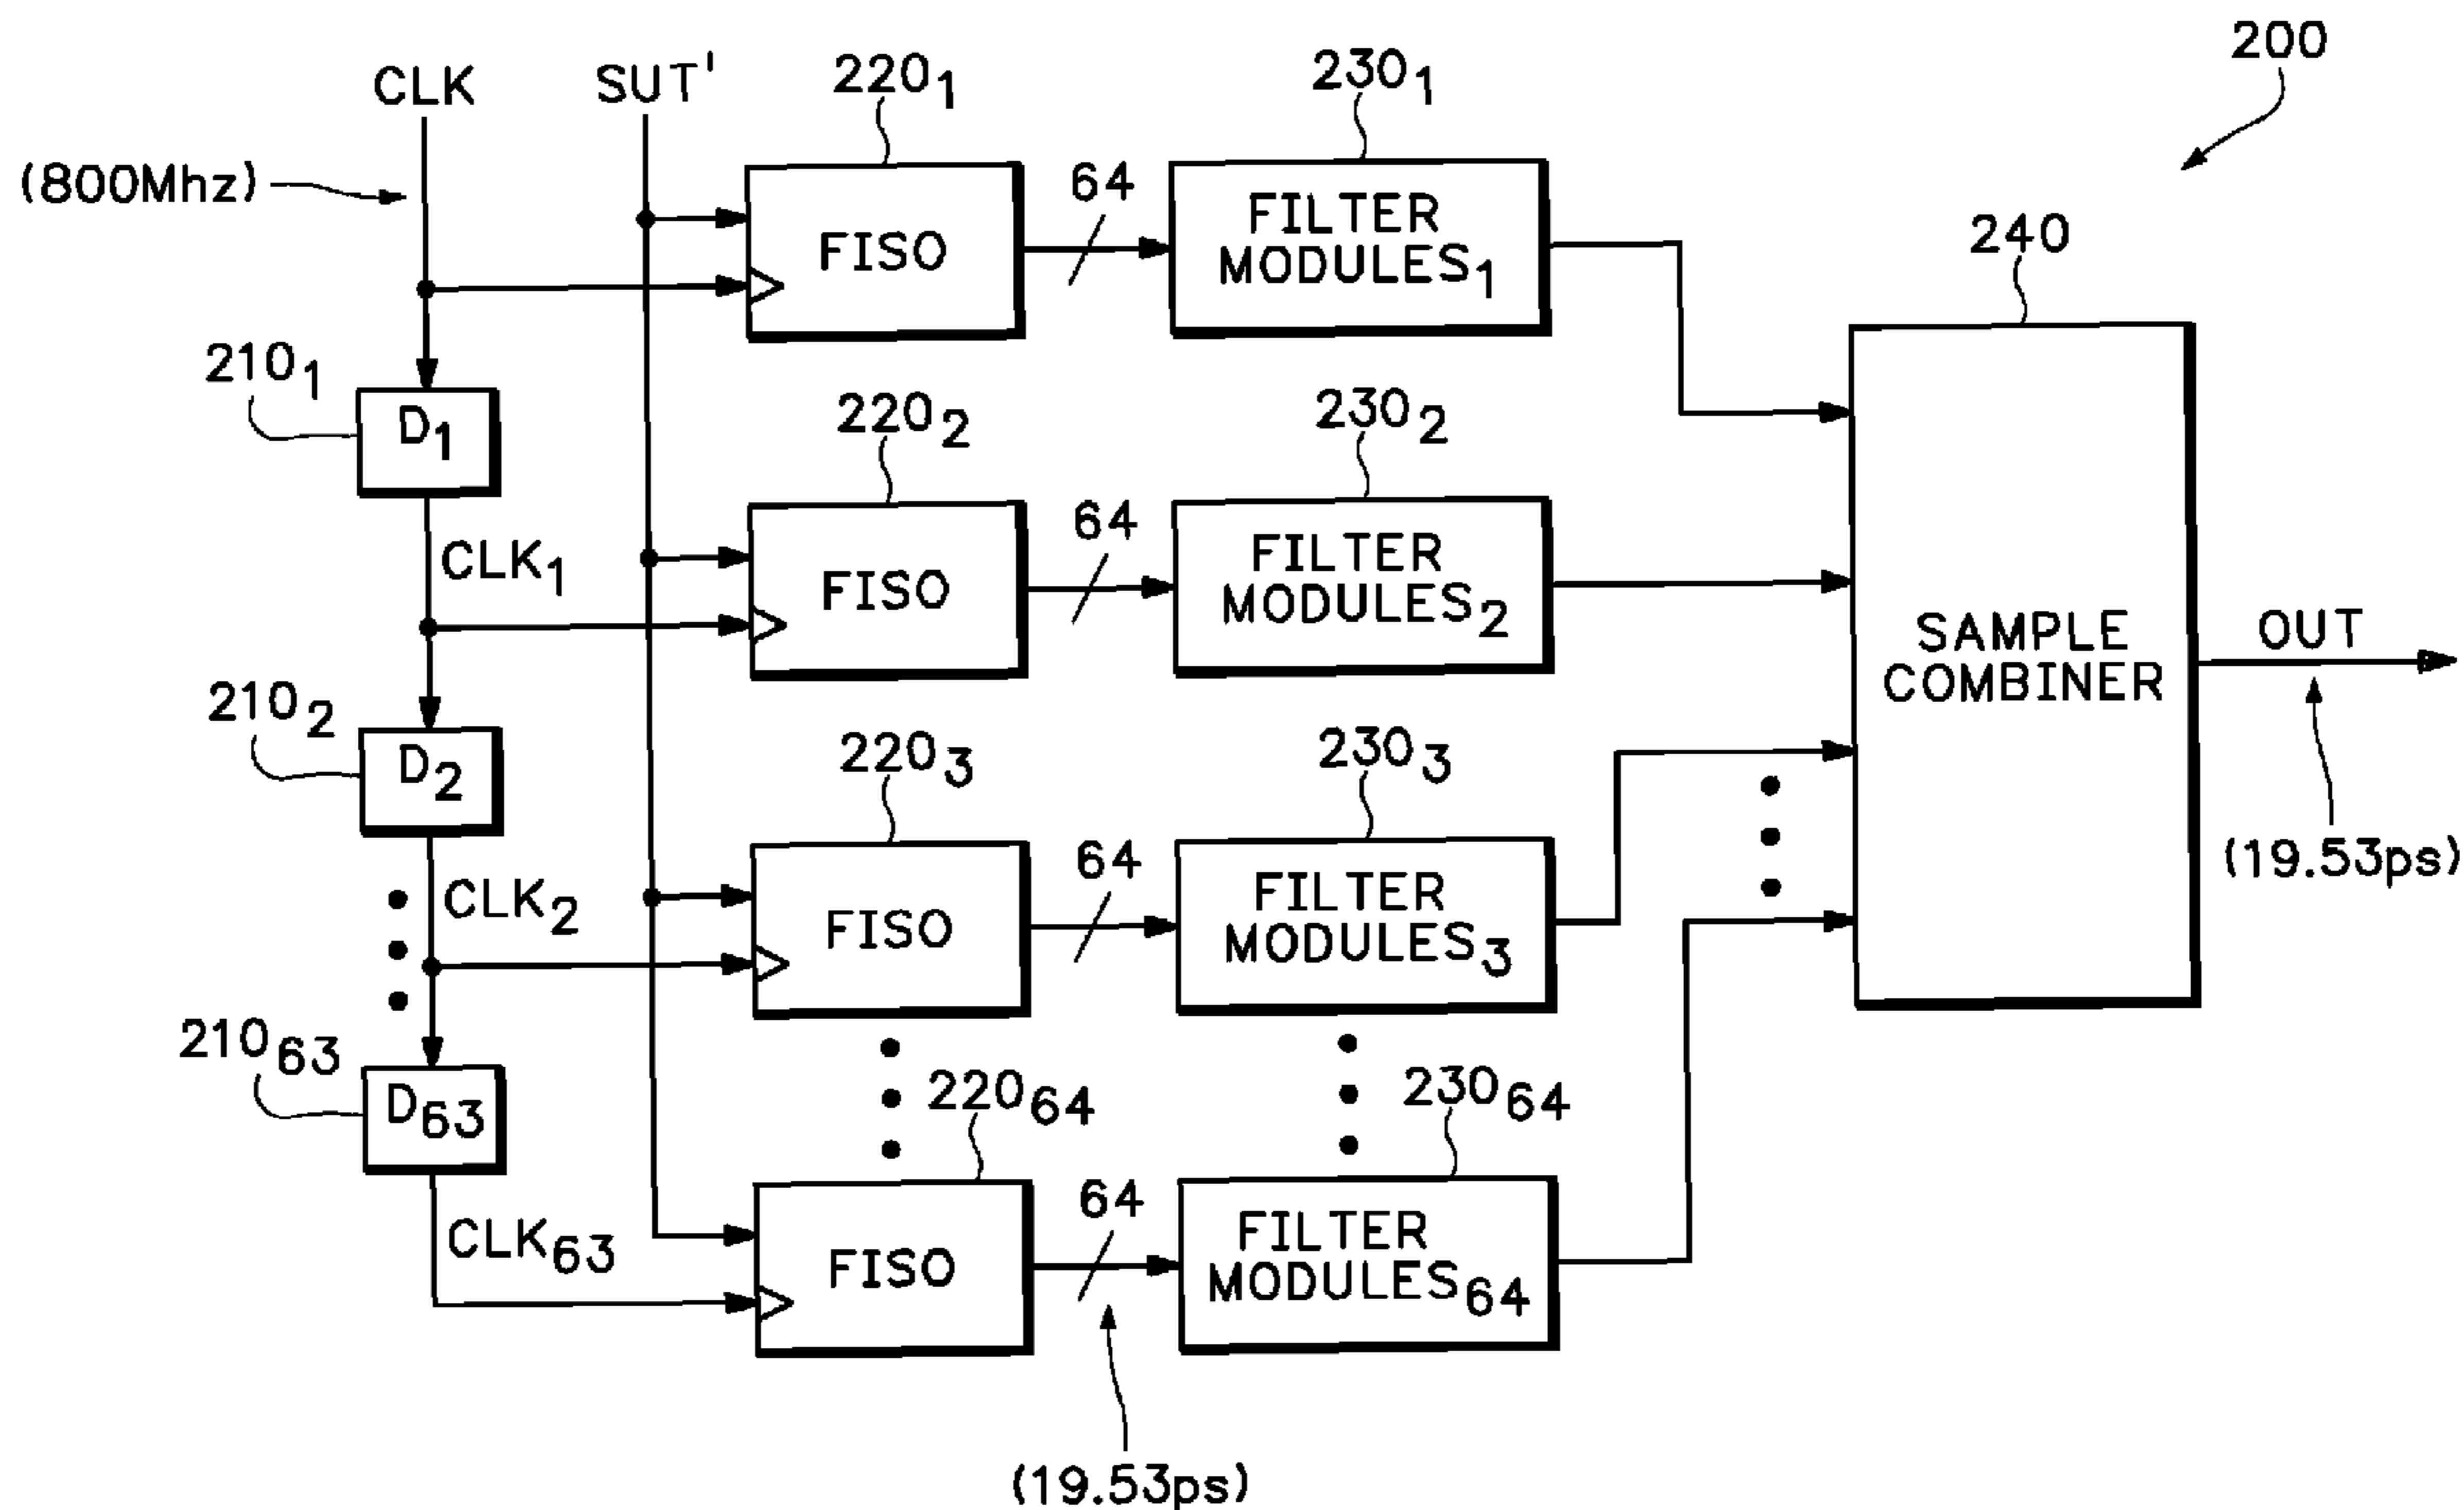 200
CLK
SUT'
220₁
230₁
(800Mhz)
64
FISO
FILTER
MODULES₁
240
210₁
D₁
220₂
230₂
CLK₁
64
FISO
FILTER
MODULES₂
SAMPLE
COMBINER
OUT
210₂
D₂
220₃
230₃
(19.53ps)
CLK₂
64
FISO
FILTER
MODULES₃
210₆₃
D₆₃
220₆₄
230₆₄
CLK₆₃
64
FISO
FILTER
MODULES₆₄
(19.53ps)